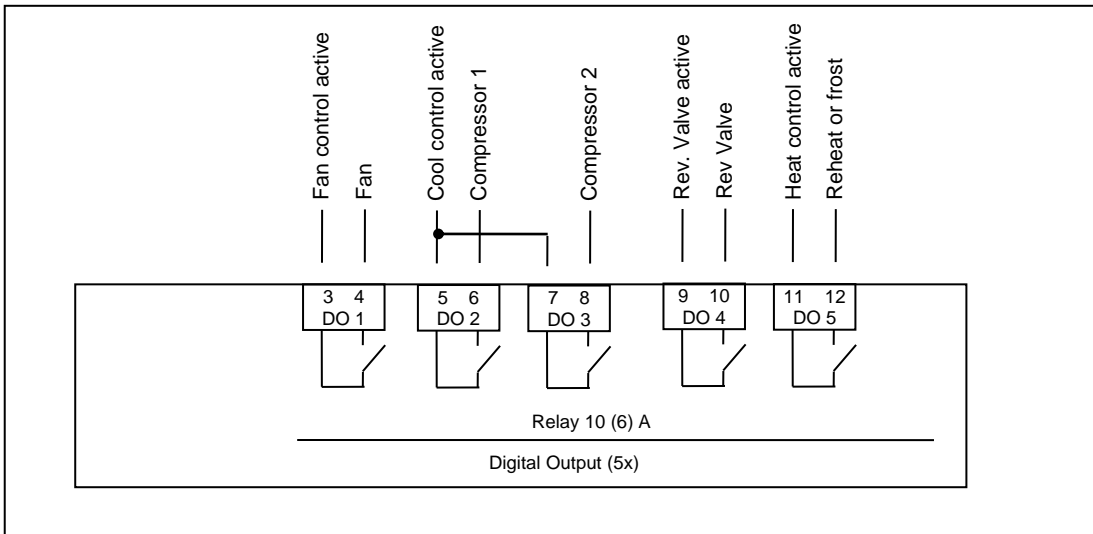 Fan control active
Fan
Cool control active
Compressor 1
Compressor 2
Rev. Valve active
Rev Valve
Heat control active
Reheat or frost
3 4
DO 1
5 6
DO 2
7 8
DO 3
9 10
DO 4
11 12
DO 5
Relay 10 (6) A
Digital Output (5x)